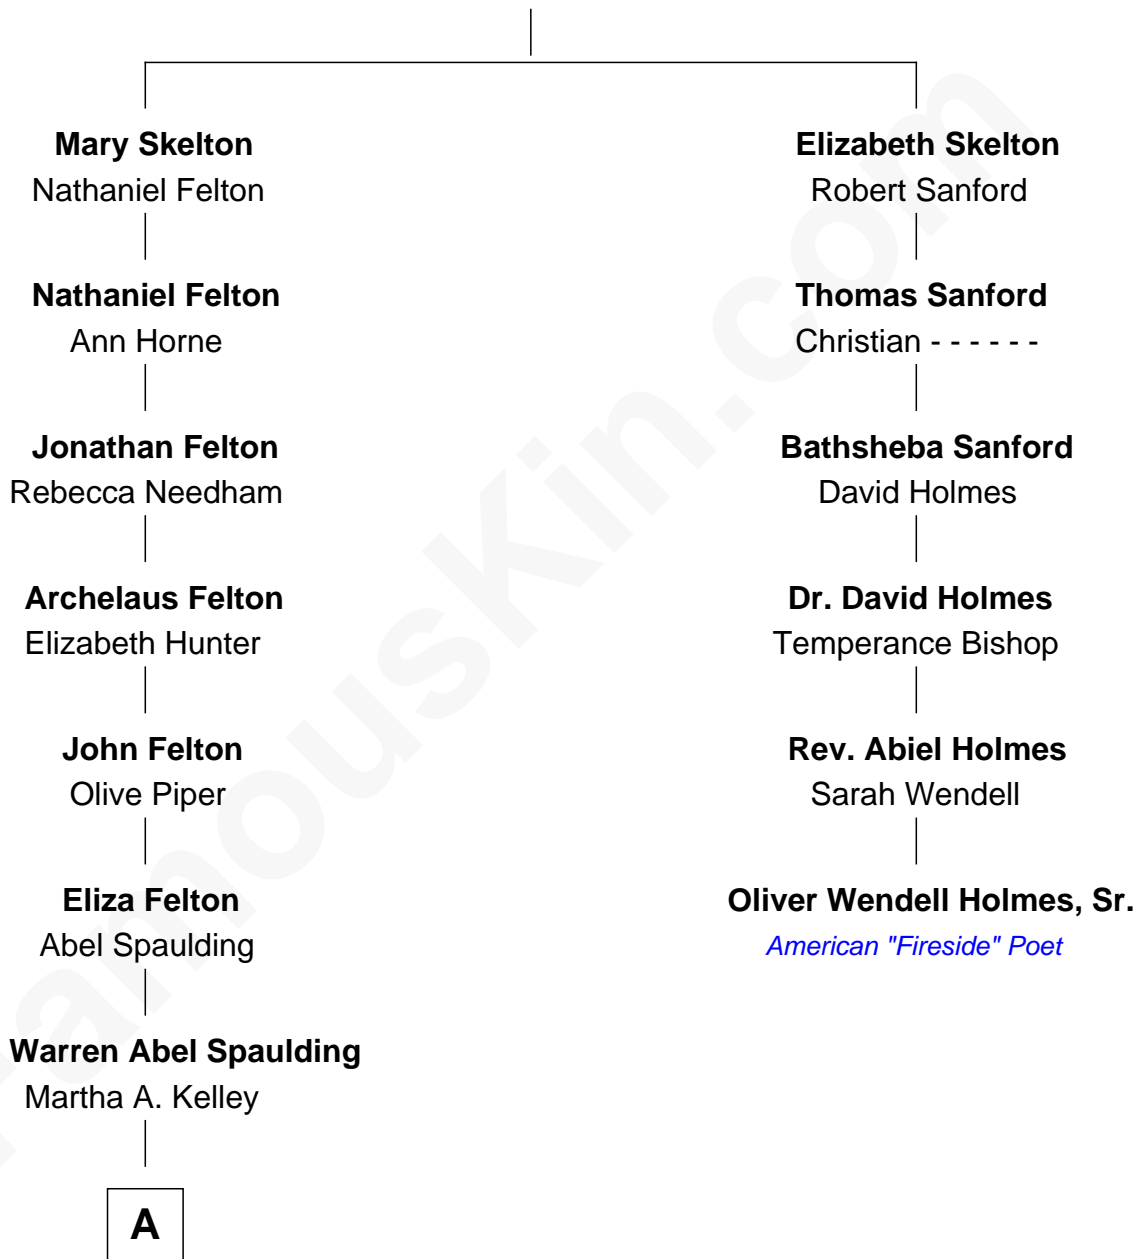 Mary Skelton
Nathaniel Felton
Nathaniel Felton
Ann Horne
Jonathan Felton
Rebecca Needham
Archelaus Felton
Elizabeth Hunter
John Felton
Olive Piper
Eliza Felton
Abel Spaulding
Warren Abel Spaulding
Martha A. Kelley
A
Elizabeth Skelton
Robert Sanford
Thomas Sanford
Christian - - - - - -
Bathsheba Sanford
David Holmes
Dr. David Holmes
Temperance Bishop
Rev. Abiel Holmes
Sarah Wendell
Oliver Wendell Holmes, Sr.
American "Fireside" Poet
FamousKin.com